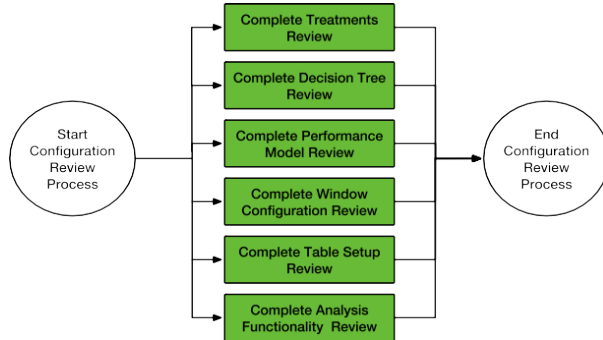 Start
Configuration
Review
Process
Complete Treatments
Review
Complete Decision Tree
Review
Complete Performance
Model Review
Complete Window
Configuration Review
Complete Table Setup
Review
Complete Analysis
Functionality Review
End
Configuration
Review
Process